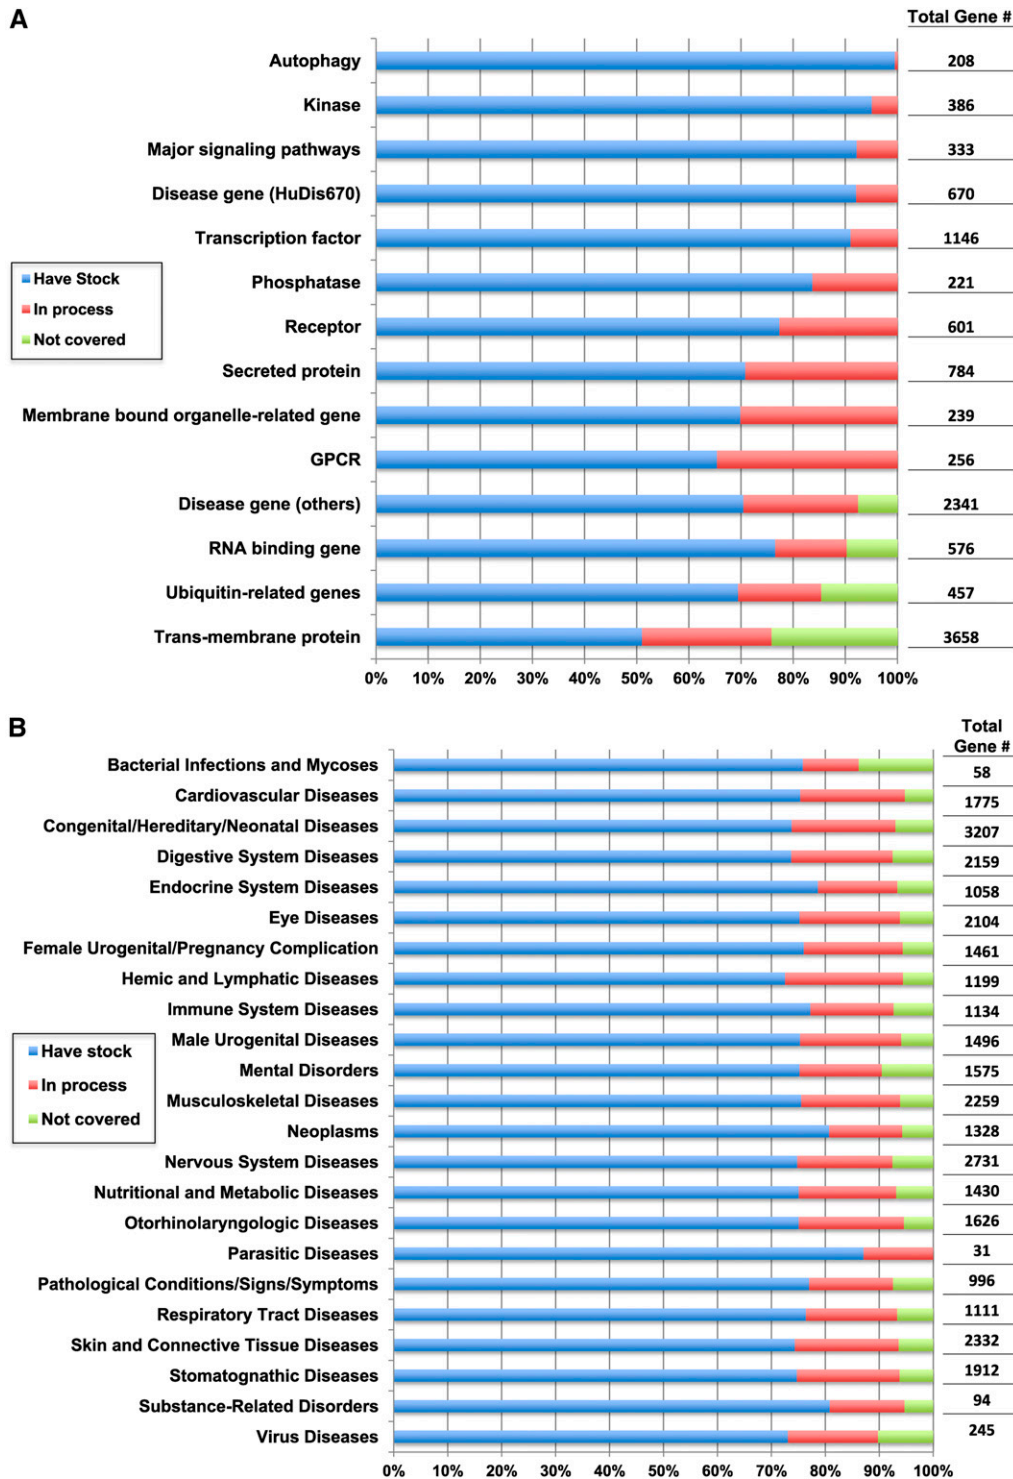 A
Total Gene #
Autophagy 208
Kinase 386
Major signaling pathways 333
Disease gene (HuDis670) 670
Transcription factor 1146
Phosphatase 221
Receptor 601
Secreted protein 784
Membrane bound organelle-related gene 239
GPCR 256
Disease gene (others) 2341
RNA binding gene 576
Ubiquitin-related genes 457
Trans-membrane protein 3658
Have Stock
In process
Not covered
0% 10% 20% 30% 40% 50% 60% 70% 80% 90% 100%
B
Total
Gene #
Bacterial Infections and Mycoses 58
Cardiovascular Diseases 1775
Congenital/Hereditary/Neonatal Diseases 3207
Digestive System Diseases 2159
Endocrine System Diseases 1058
Eye Diseases 2104
Female Urogenital/Pregnancy Complication 1461
Hemic and Lymphatic Diseases 1199
Immune System Diseases 1134
Male Urogenital Diseases 1496
Mental Disorders 1575
Musculoskeletal Diseases 2259
Neoplasms 1328
Nervous System Diseases 2731
Nutritional and Metabolic Diseases 1430
Otorhinolaryngologic Diseases 1626
Parasitic Diseases 31
Pathological Conditions/Signs/Symptoms 996
Respiratory Tract Diseases 1111
Skin and Connective Tissue Diseases 2332
Stomatognathic Diseases 1912
Substance-Related Disorders 94
Virus Diseases 245
Have stock
In process
Not covered
0% 10% 20% 30% 40% 50% 60% 70% 80% 90% 100%